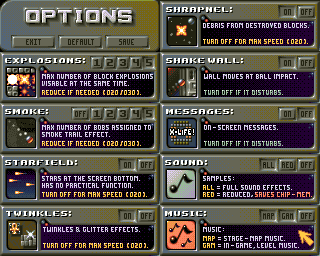 OPTIONS
EXIT DEFAULT SAVE
EXPLOSIONS: 1 2 3 4 5
MAX NUMBER OF BLOCK EXPLOSIONS
VISIBLE AT THE SAME TIME.
REDUCE IF NEEDED (020/030).
SMOKE: OFF 1 2 3 4 5
MAX NUMBER OF BOBS ASSIGNED TO
SMOKE TRAIL EFFECT.
REDUCE IF NEEDED (020/030).
STARFIELD: ON OFF
STARS AT THE SCREEN BOTTOM.
HAS NO PRACTICAL FUNCTION.
TURN OFF FOR MAX SPEED (020).
TWINKLES: ON OFF
TWINKLES & GLITTER EFFECTS.
TURN OFF FOR MAX SPEED (020).
SHRAPNEL: ON OFF
DEBRIS FROM DESTROYED BLOCKS.
TURN OFF FOR MAX SPEED (020).
SHAKE WALL: ON OFF
WALL MOVES AT BALL IMPACT.
TURN OFF IF IT DISTURBS.
MESSAGES: ON OFF
X-LIFE!
ON-SCREEN MESSAGES.
TURN OFF IF IT DISTURBS.
SOUND: ALL RED OFF
SAMPLES:
ALL = FULL SOUND EFFECTS.
RED = REDUCED, SAVES CHIP-MEM.
MUSIC: MAP GAM OFF
MUSIC:
MAP = STAGE-MAP MUSIC.
GAM = IN-GAME, LEVEL MUSIC.